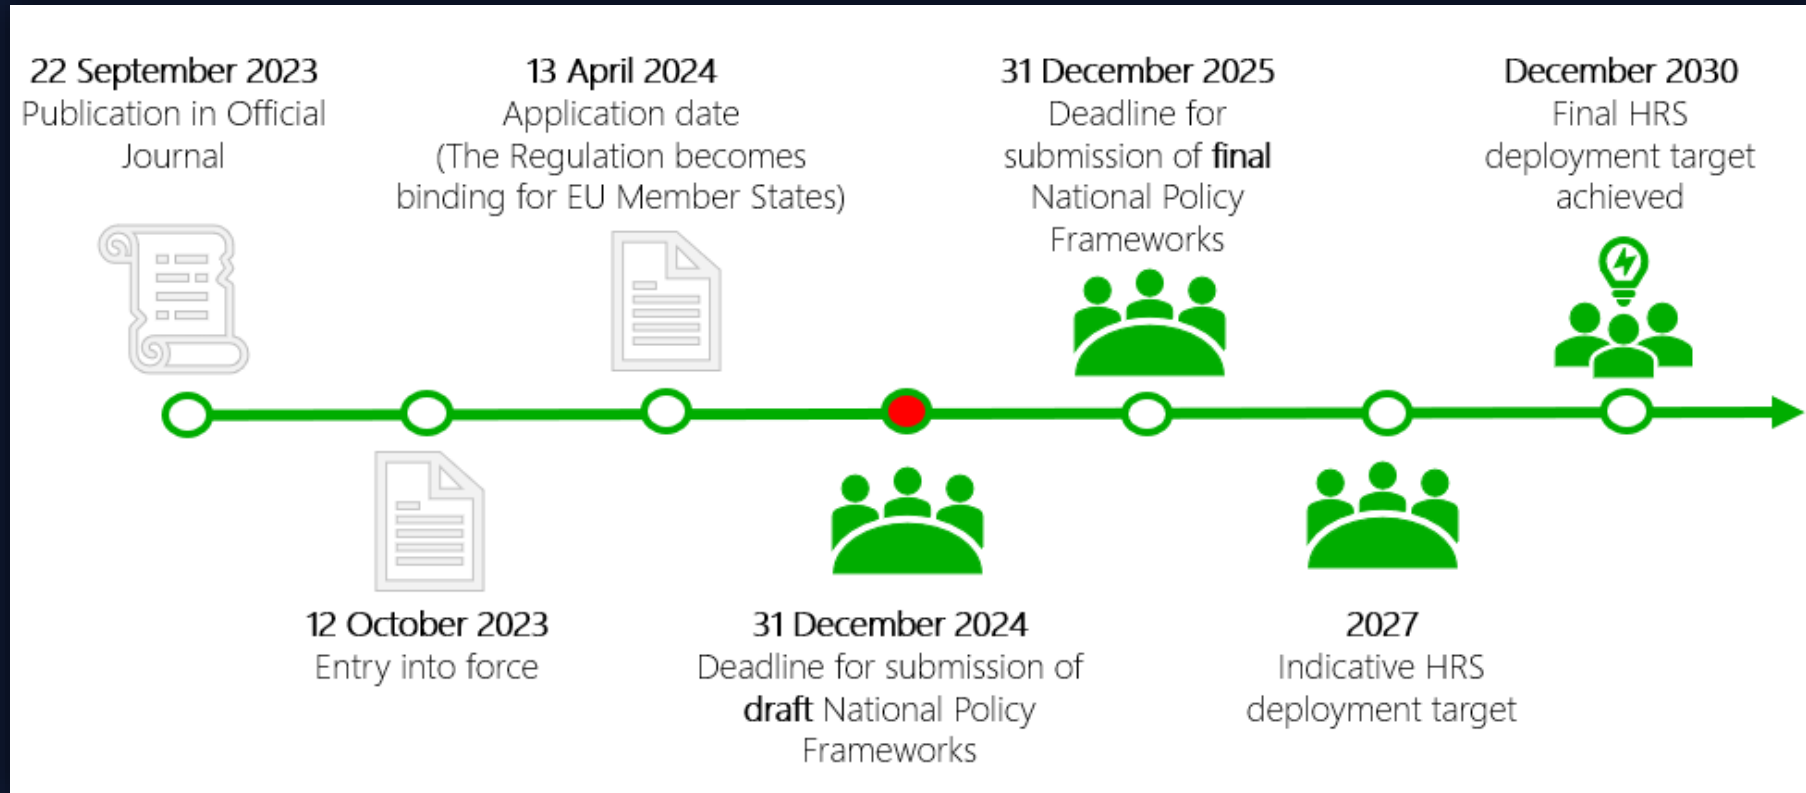 22 September 2023
Publication in Official
Journal
13 April 2024
Application date
(The Regulation becomes
binding for EU Member States)
31 December 2025
Deadline for
submission of final
National Policy
Frameworks
December 2030
Final HRS
deployment target
achieved
12 October 2023
Entry into force
31 December 2024
Deadline for submission of
draft National Policy
Frameworks
2027
Indicative HRS
deployment target